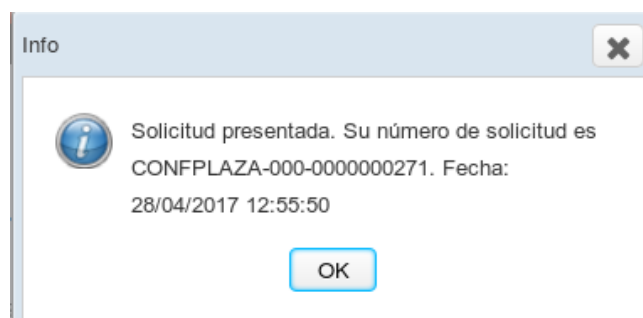 Info
Solicitud presentada. Su número de solicitud es
CONFPLAZA-000-0000000271. Fecha:
28/04/2017 12:55:50
OK